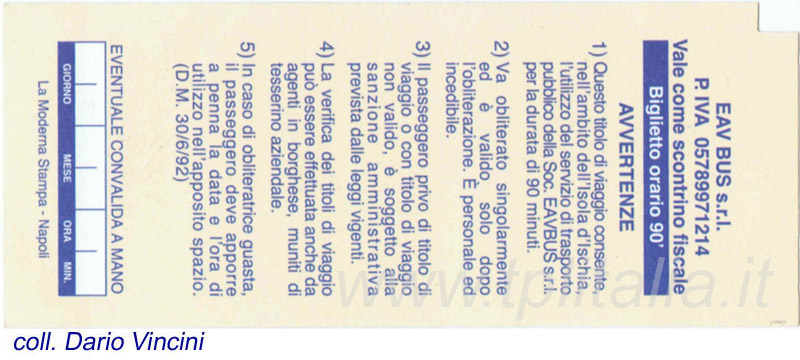 EAV BUS s.r.l.
P. IVA 05789971214
Vale come scontrino fiscale
Biglietto orario 90'
AVVERTENZE
1) Questo titolo di viaggio consente,
nell'ambito dell'Isola d'Ischia,
l'utilizzo del servizio di trasporto
pubblico della Soc. EAVBUS s.r.l.
per la durata di 90 minuti.
2) Va obliterato singolarmente
ed è valido solo dopo
l'obliterazione. È personale ed
incedibile.
3) Il passeggero privo di titolo di
viaggio o con titolo di viaggio
non valido, è soggetto alla
sanzione amministrativa
prevista dalle leggi vigenti.
4) La verifica dei titoli di viaggio
può essere effettuata anche da
agenti in borghese, muniti di
tesserino aziendale.
5) In caso di obliteratrice guasta,
il passeggero deve apporre
a penna la data e l'ora di
utilizzo nell'apposito spazio.
(D.M. 30/6/92)
EVENTUALE CONVALIDA A MANO
GIORNO MESE ORA MIN.
La Moderna Stampa - Napoli
www.tplitalia.it
coll. Dario Vincini